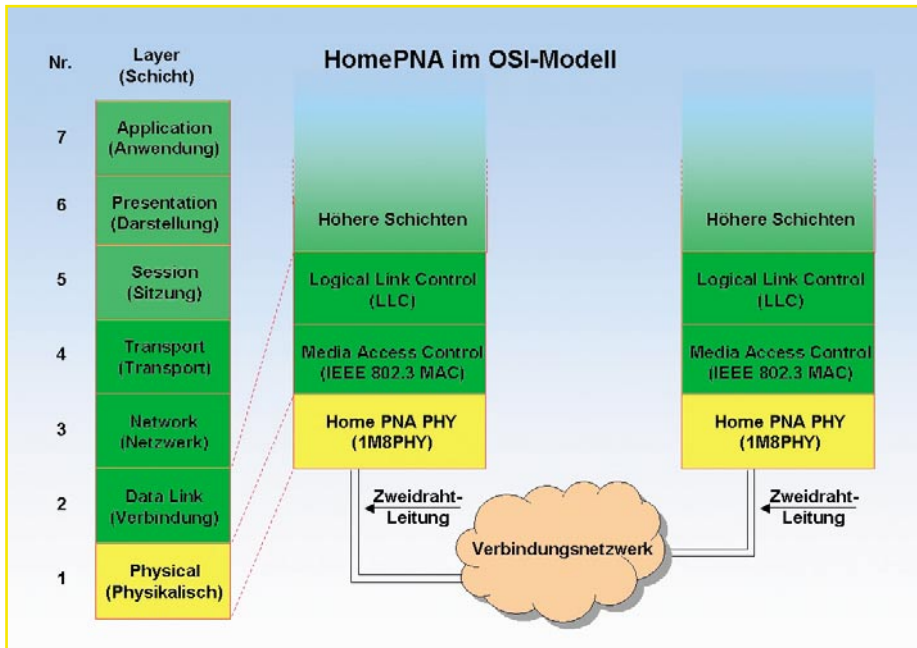 HomePNA im OSI-Modell
Nr.
Layer
(Schicht)
7
Application
(Anwendung)
6
Presentation
(Darstellung)
5
Session
(Sitzung)
4
Transport
(Transport)
3
Network
(Netzwerk)
2
Data Link
(Verbindung)
1
Physical
(Physikalisch)
Höhere Schichten
Logical Link Control
(LLC)
Media Access Control
(IEEE 802.3 MAC)
Home PNA PHY
(1M8PHY)
Zweidraht-
Leitung
Verbindungsnetzwerk
Höhere Schichten
Logical Link Control
(LLC)
Media Access Control
(IEEE 802.3 MAC)
Home PNA PHY
(1M8PHY)
Zweidraht-
Leitung